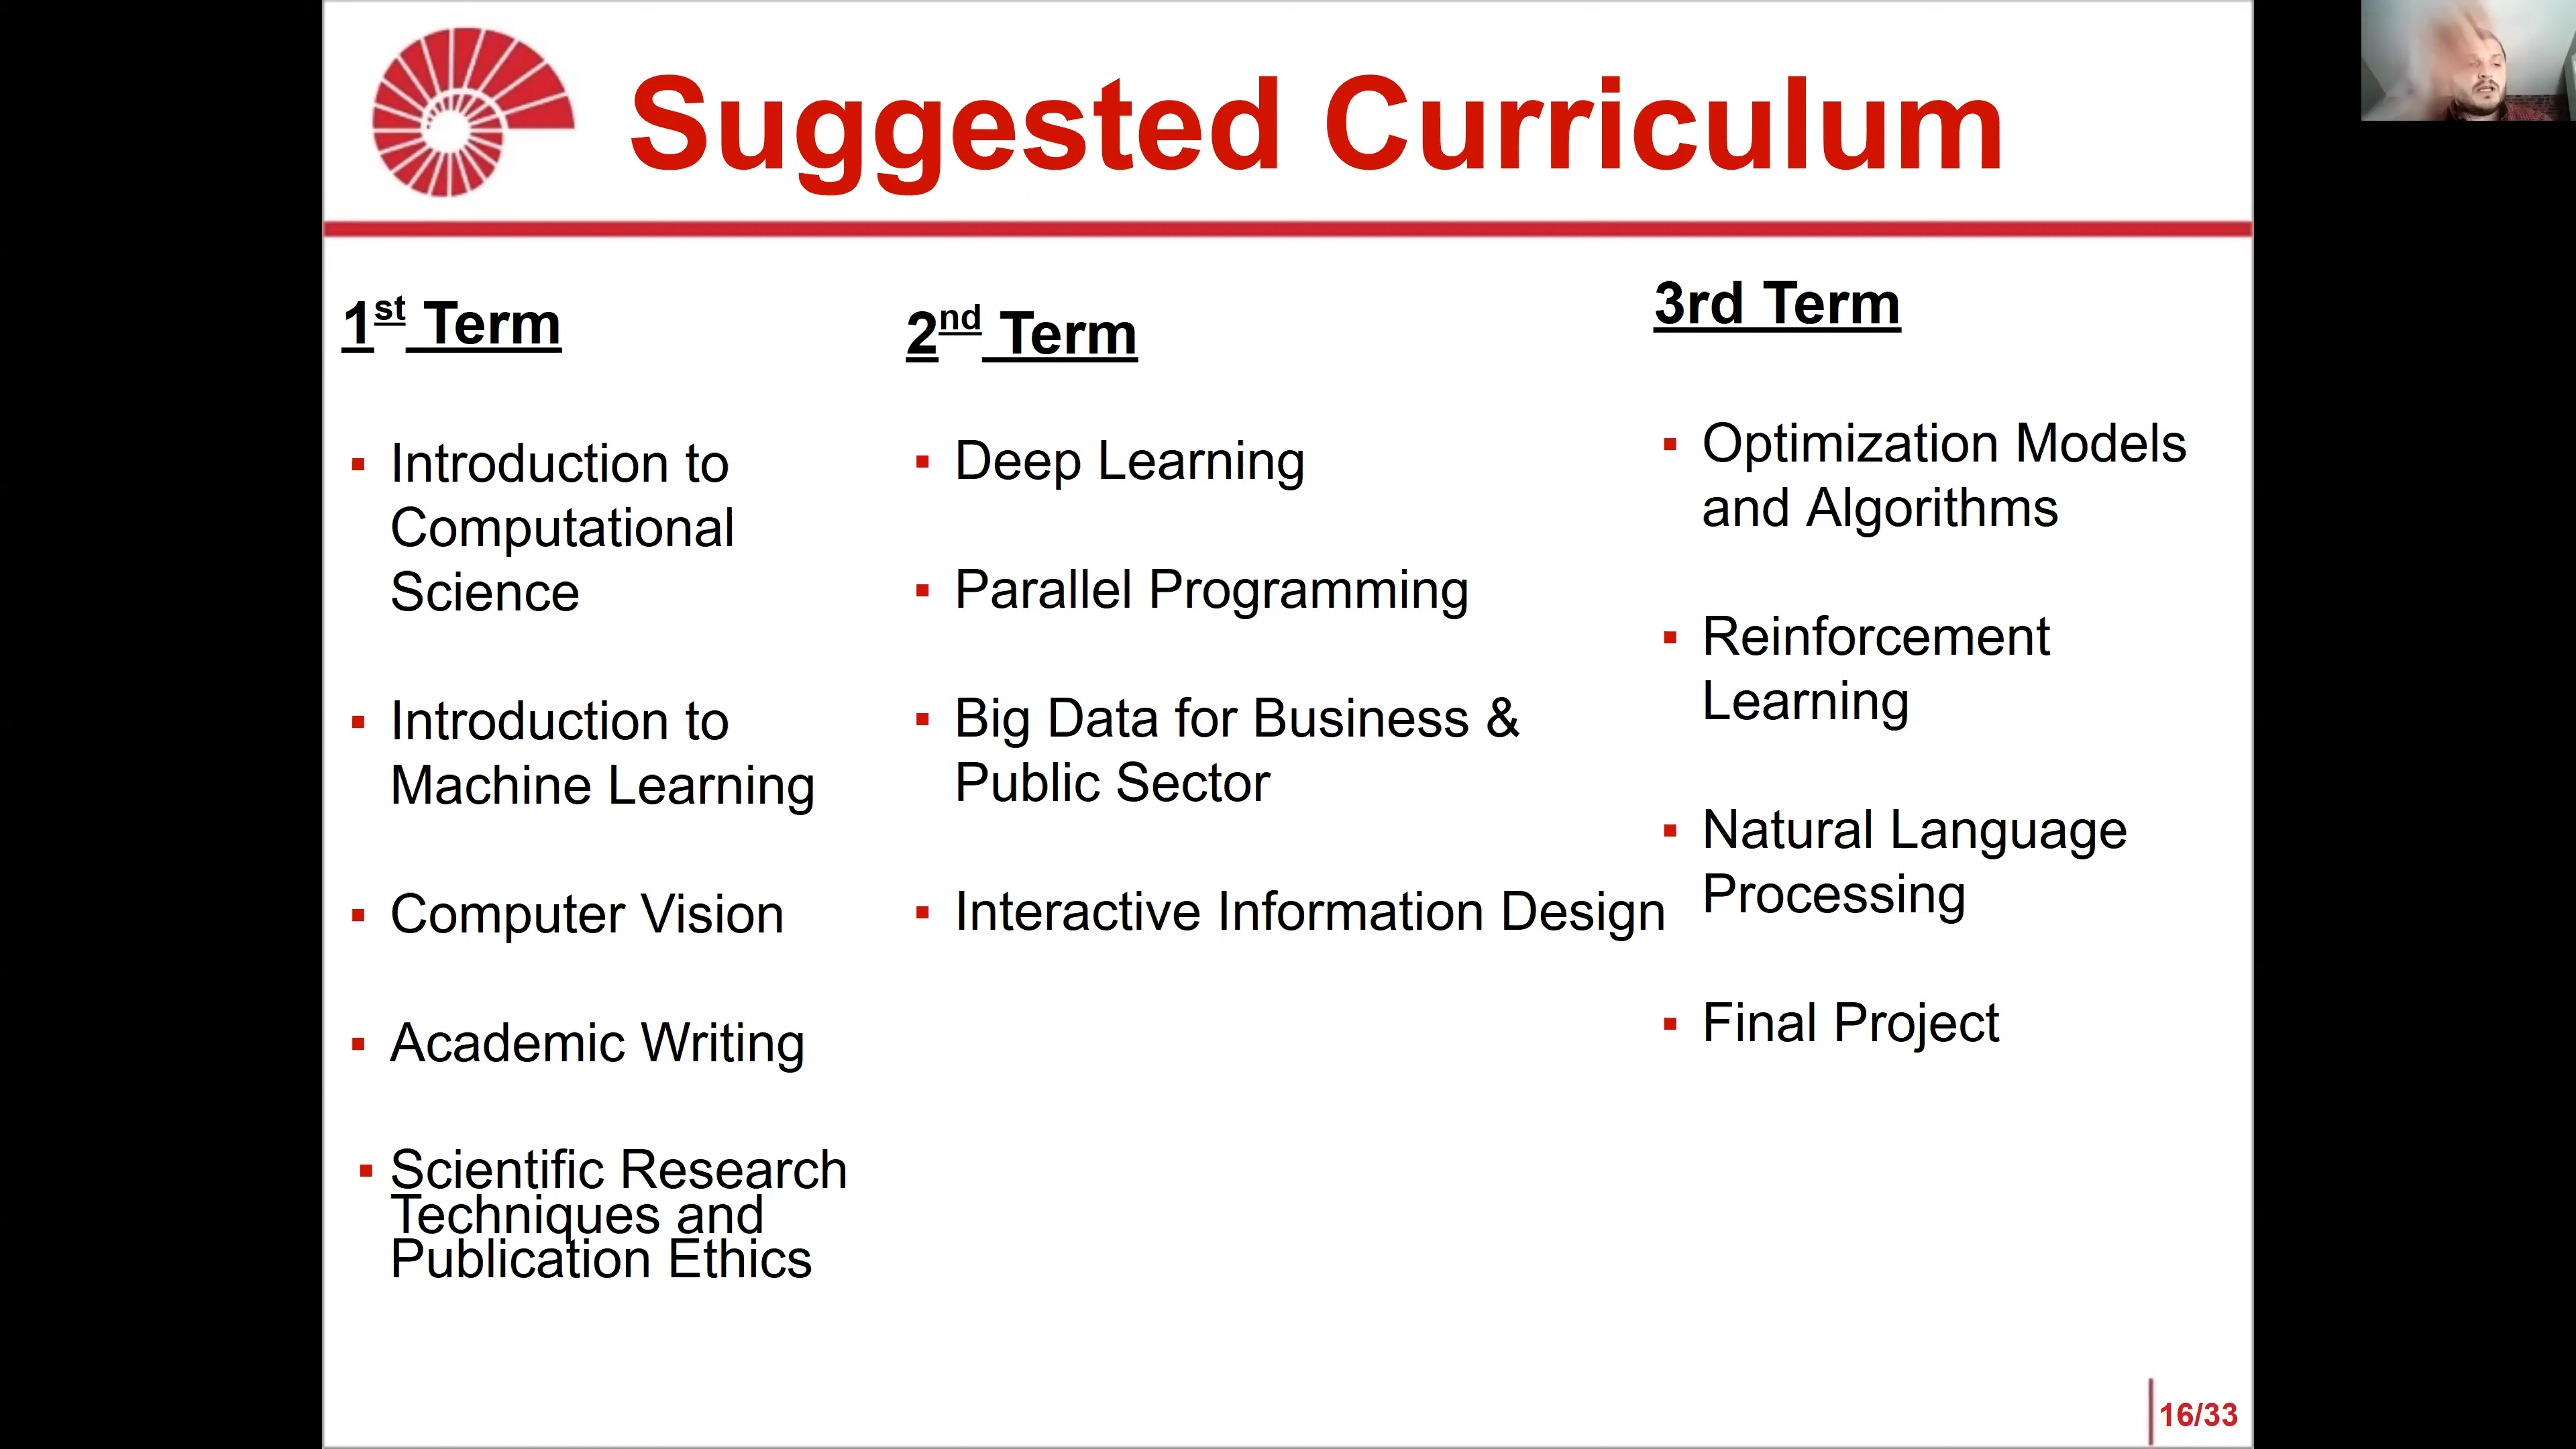 Suggested Curriculum
1st Term
Introduction to
Computational
Science
Introduction to
Machine Learning
Computer Vision
Academic Writing
Scientific Research
Techniques and
Publication Ethics
2nd Term
Deep Learning
Parallel Programming
Big Data for Business &
Public Sector
Interactive Information Design
3rd Term
Optimization Models
and Algorithms
Reinforcement
Learning
Natural Language
Processing
Final Project
16/33